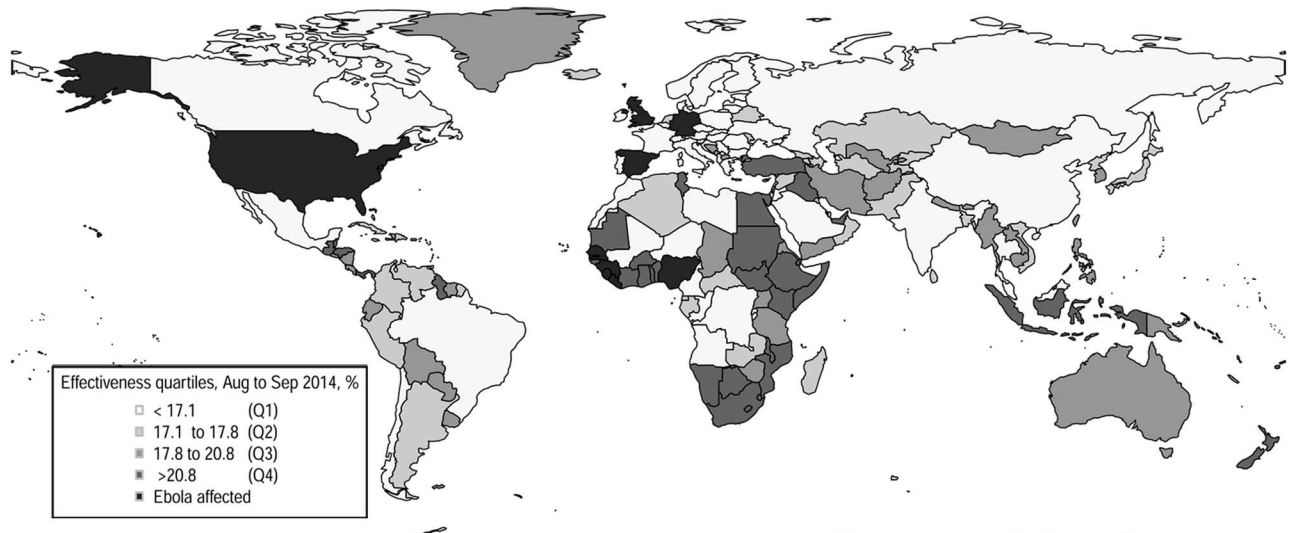 Effectiveness quartiles, Aug to Sep 2014, %
< 17.1 (Q1)
17.1 to 17.8 (Q2)
17.8 to 20.8 (Q3)
>20.8 (Q4)
Ebola affected